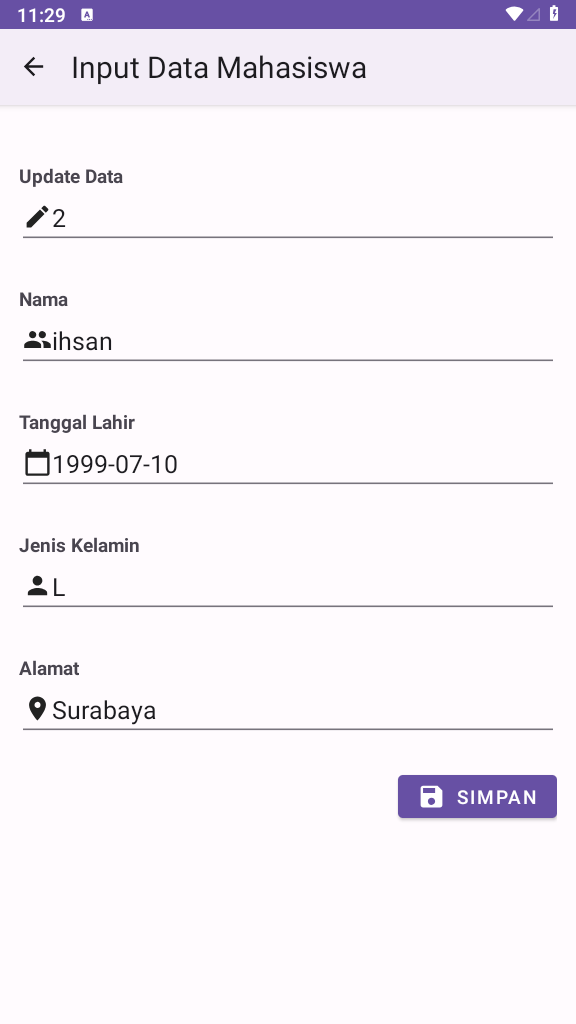 11:29
Input Data Mahasiswa
Update Data
2
Nama
ihsan
Tanggal Lahir
1999-07-10
Jenis Kelamin
L
Alamat
Surabaya
SIMPAN